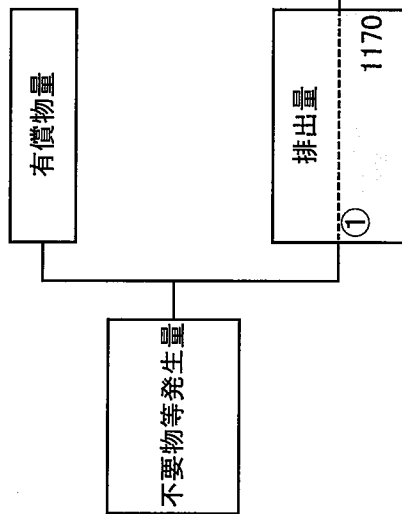 不要物等発生量
有償物量
排出量
①
1170